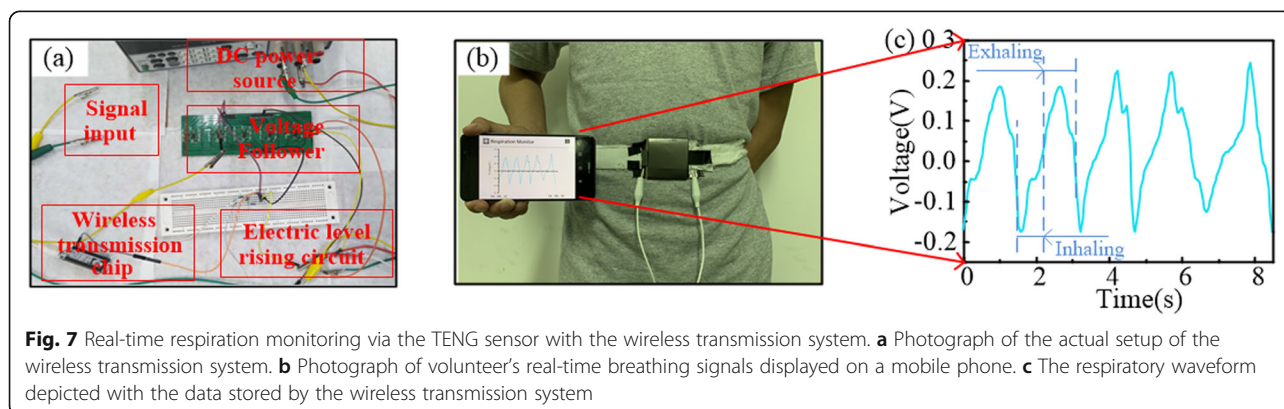 (a)
DC power
source
Signal
input
Voltage
Follower
Wireless
transmission
chip
Electric level
rising circuit
(b)
Respiration Monitor
(c)
0.3
0.2
0.1
0.0
-0.1
-0.2
Voltage(V)
Exhaling
Inhaling
0 2 4 6 8
Time(s)
Fig. 7 Real-time respiration monitoring via the TENG sensor with the wireless transmission system. a Photograph of the actual setup of the
wireless transmission system. b Photograph of volunteer's real-time breathing signals displayed on a mobile phone. c The respiratory waveform
depicted with the data stored by the wireless transmission system